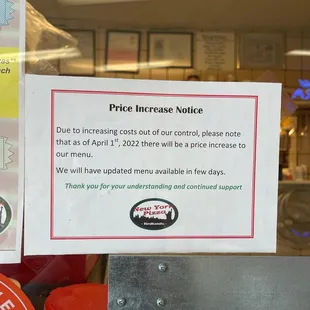 Price Increase Notice
Due to increasing costs out of our control, please note
that as of April 1st, 2022 there will be a price increase to
our menu.
We will have updated menu available in few days.
Thank you for your understanding and continued support
New York
Pizza